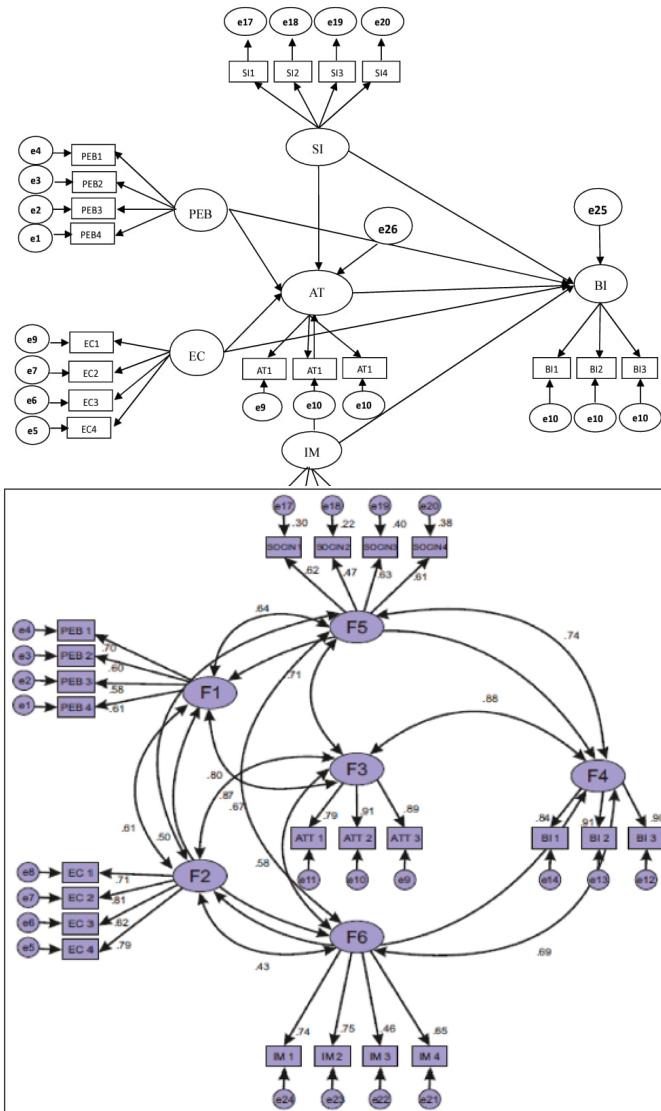 e17 e18 e19 e20
SI1 SI2 SI3 SI4
SI
e4 PEB1
e3 PEB2
e2 PEB3
e1 PEB4
PEB
e26
e25
AT
BI
e9 EC1
e7 EC2
e6 EC3
e5 EC4
EC
AT1 AT1 AT1
e9 e10 e10
BI1 BI2 BI3
e10 e10 e10
IM
e17 e18 e19 e20
.30 .22 .40 .38
SOCIN1 SOCIN2 SOCIN3 SOCIN4
.62 .47 .63 .61
F5
e4 PEB 1
e3 PEB 2
e2 PEB 3
e1 PEB 4
.70
.60
.58
.61
F1
.64
.71
.74
.88
F3
F4
.80
.87
.67
.79 .91 .89
ATT 1 ATT 2 ATT 3
e11 e10 e9
.84 .91 .90
BI 1 BI 2 BI 3
e14 e13 e12
.61
.50
.58
F2
e8 EC 1
e7 EC 2
e6 EC 3
e5 EC 4
.71
.81
.62
.79
F6
.43
.69
.74 .75 .46 .65
IM 1 IM 2 IM 3 IM 4
e24 e23 e22 e21